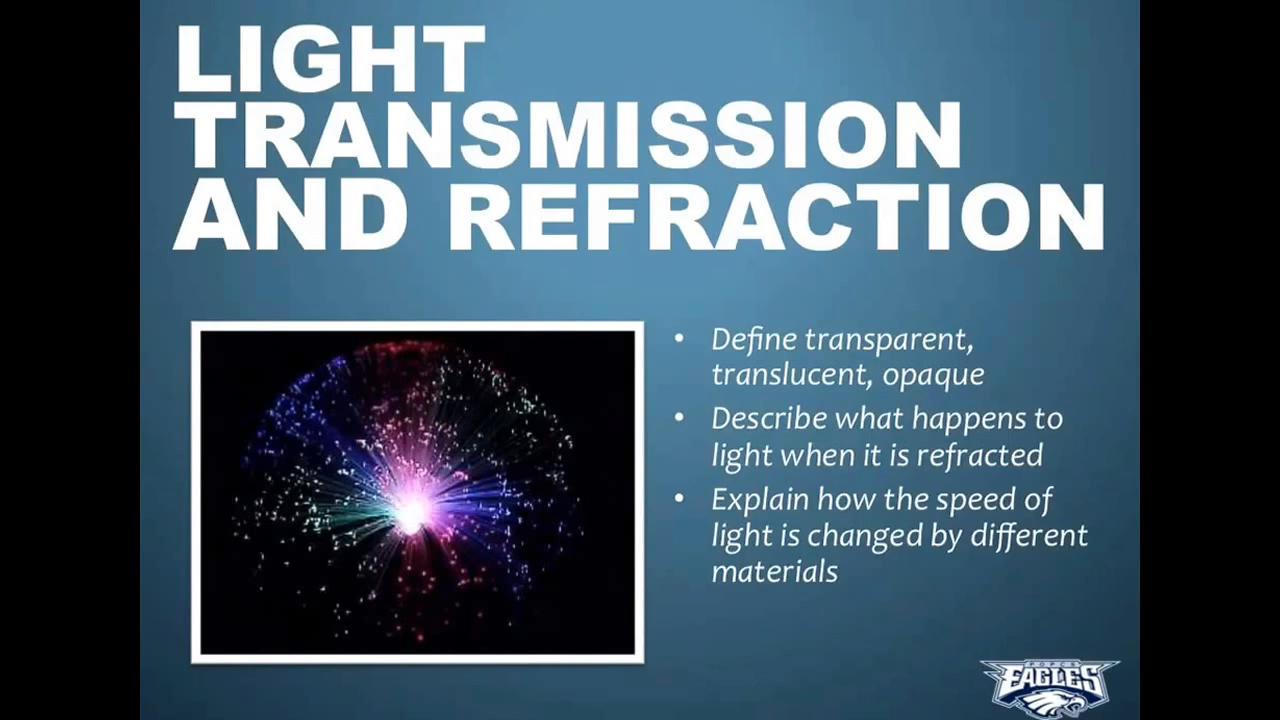 LIGHT
TRANSMISSION
AND REFRACTION
• Define transparent,
translucent, opaque
• Describe what happens to
light when it is refracted
• Explain how the speed of
light is changed by different
materials
EAGLES